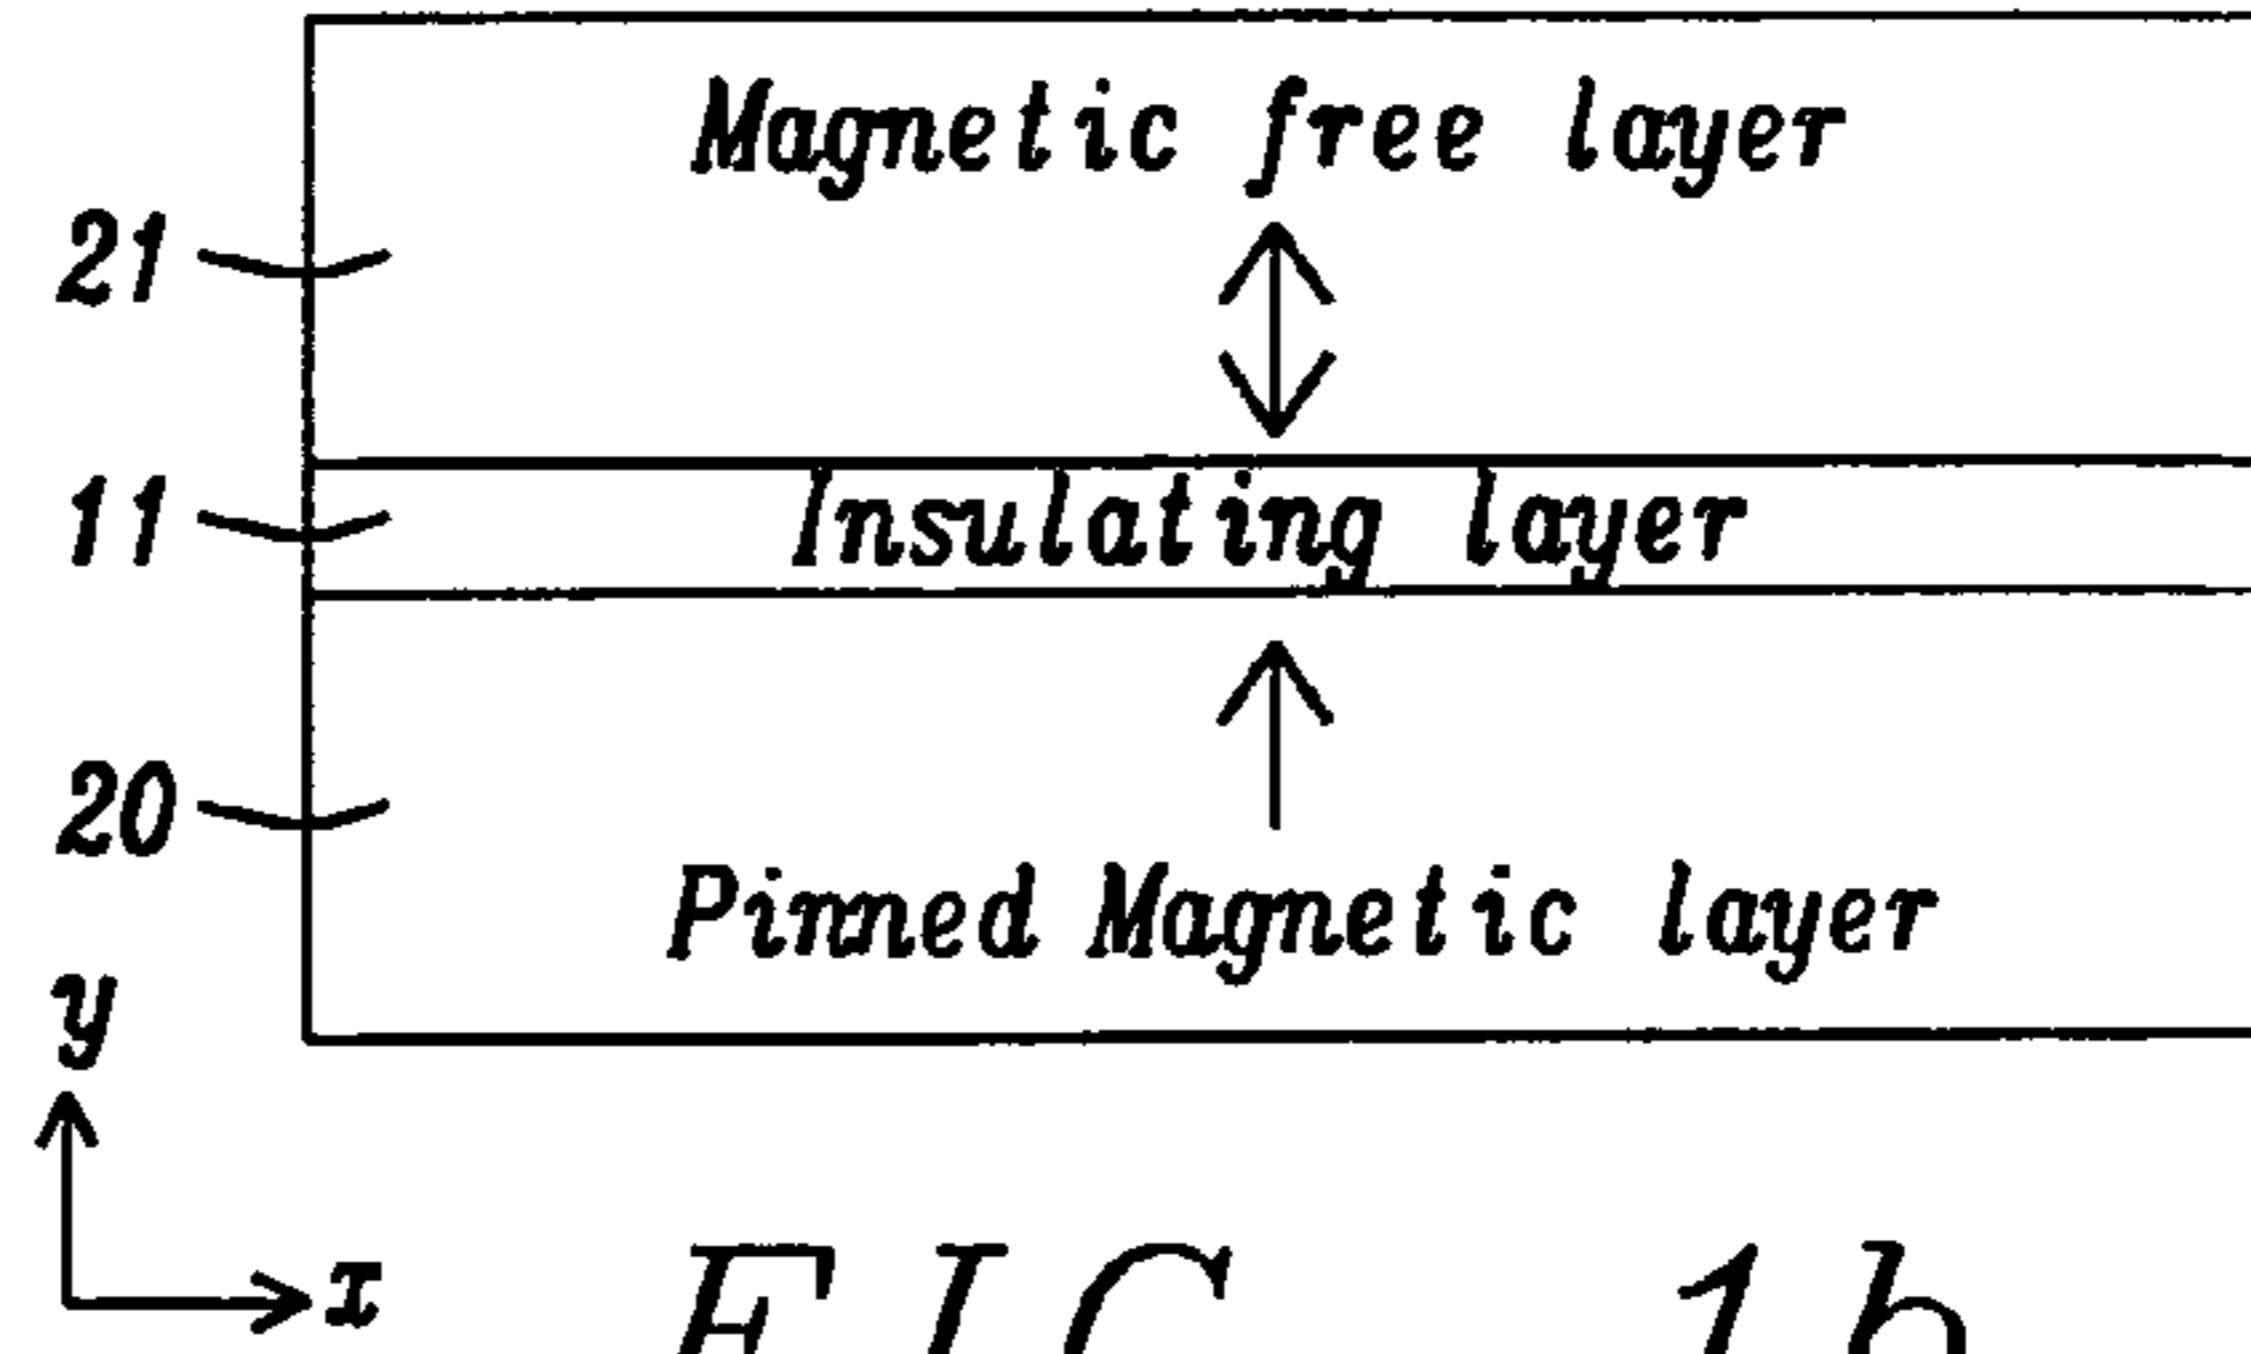 Magnetic free layer
21
11 Insulating layer
20
Pinned Magnetic layer
y
x